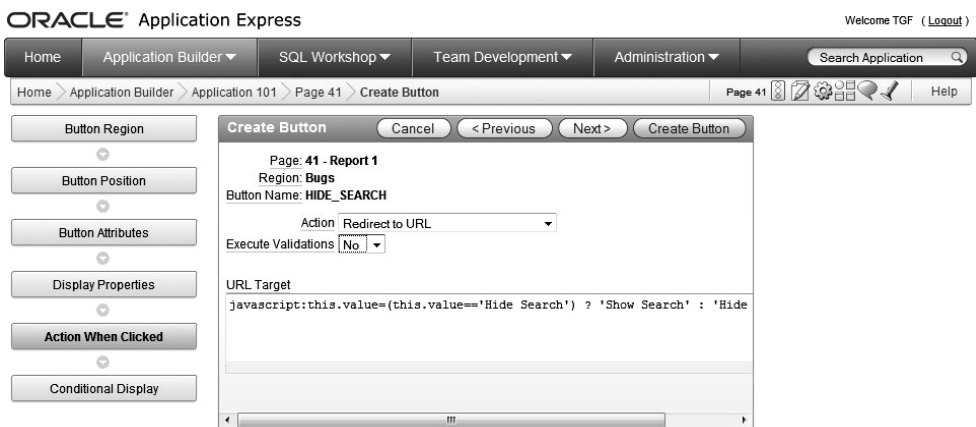 ORACLE Application Express
Welcome TGF ( Logout )
Home Application Builder SQL Workshop Team Development Administration Search Application
Home Application Builder Application 101 Page 41 Create Button Page 41 Help
Button Region
Button Position
Button Attributes
Display Properties
Action When Clicked
Conditional Display
Create Button Cancel < Previous Next > Create Button
Page: 41 - Report 1
Region: Bugs
Button Name: HIDE_SEARCH
Action Redirect to URL
Execute Validations No
URL Target
javascript:this.value=(this.value=='Hide Search') ? 'Show Search' : 'Hide